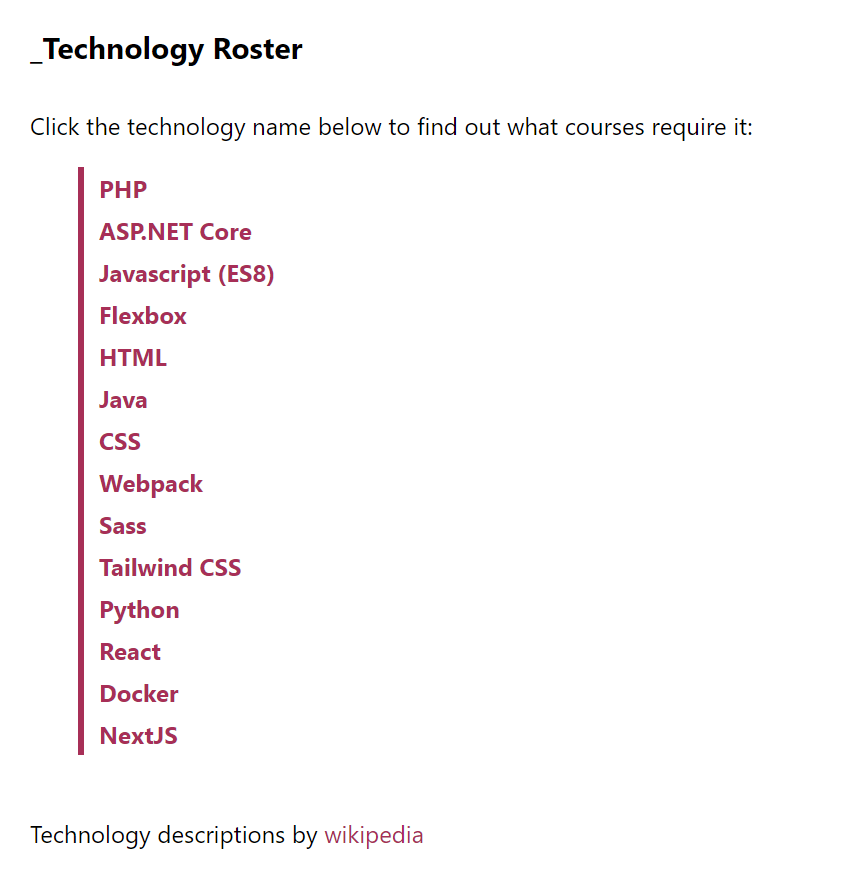 _Technology Roster
Click the technology name below to find out what courses require it:
PHP
ASP.NET Core
Javascript (ES8)
Flexbox
HTML
Java
CSS
Webpack
Sass
Tailwind CSS
Python
React
Docker
NextJS
Technology descriptions by wikipedia